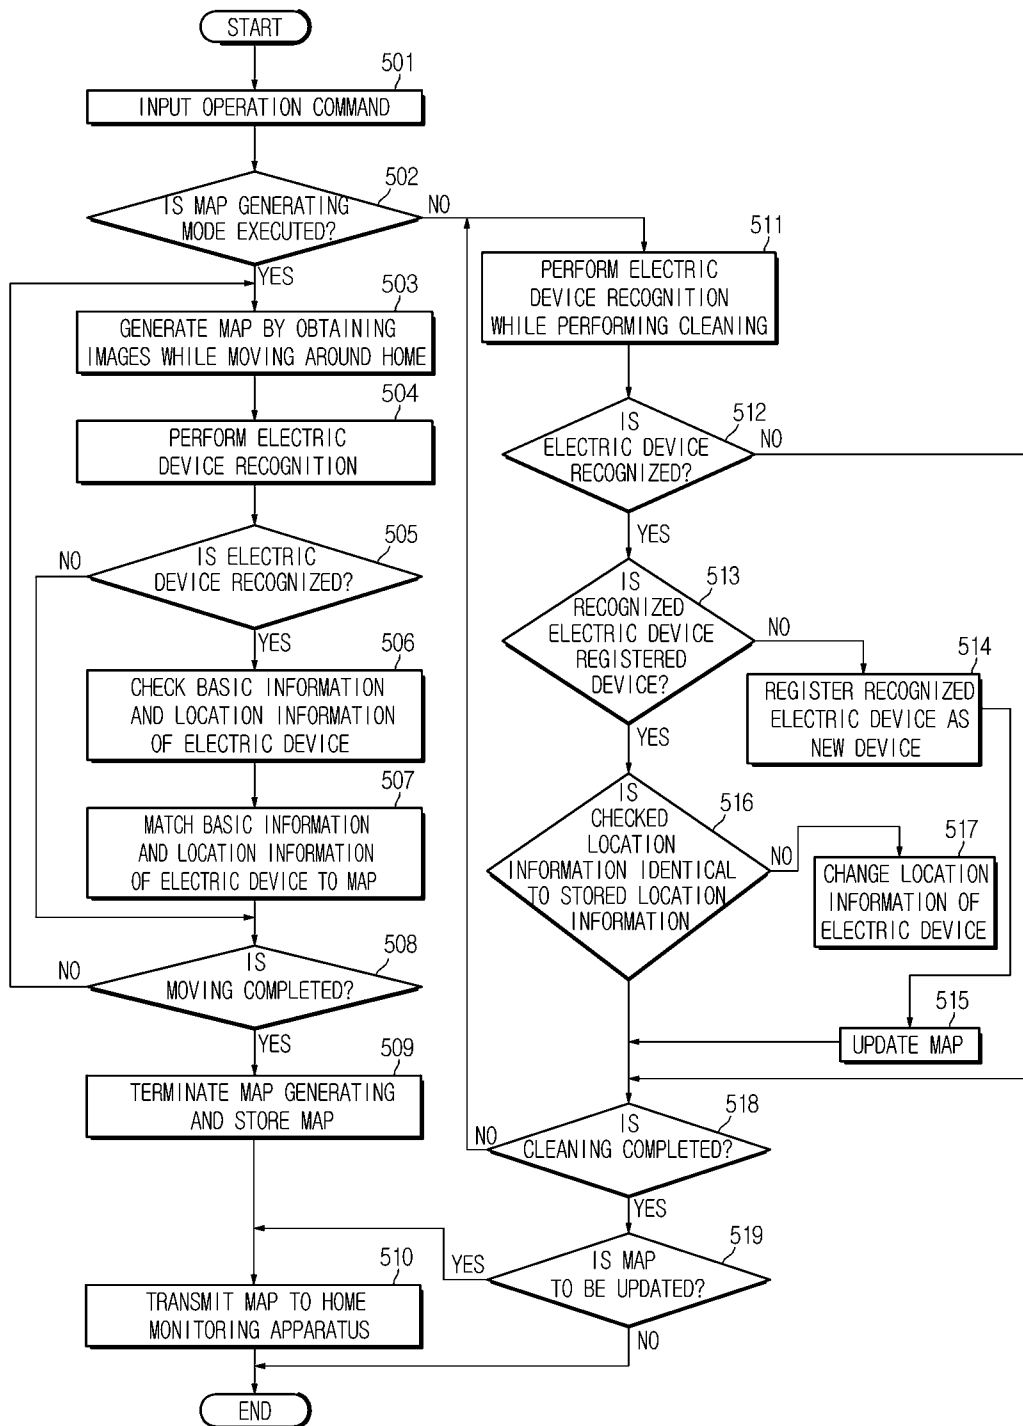 START
501
INPUT OPERATION COMMAND
502
IS MAP GENERATING
MODE EXECUTED?
NO
YES
503
GENERATE MAP BY OBTAINING
IMAGES WHILE MOVING AROUND HOME
504
PERFORM ELECTRIC
DEVICE RECOGNITION
505
NO
IS ELECTRIC
DEVICE RECOGNIZED?
YES
506
CHECK BASIC INFORMATION
AND LOCATION INFORMATION
OF ELECTRIC DEVICE
507
MATCH BASIC INFORMATION
AND LOCATION INFORMATION
OF ELECTRIC DEVICE TO MAP
508
NO
IS
MOVING COMPLETED?
YES
509
TERMINATE MAP GENERATING
AND STORE MAP
510
TRANSMIT MAP TO HOME
MONITORING APPARATUS
END
511
PERFORM ELECTRIC
DEVICE RECOGNITION
WHILE PERFORMING CLEANING
512
IS
ELECTRIC DEVICE
RECOGNIZED?
NO
YES
513
IS
RECOGNIZED
ELECTRIC DEVICE
REGISTERED
DEVICE?
NO
YES
514
REGISTER RECOGNIZED
ELECTRIC DEVICE AS
NEW DEVICE
516
IS
CHECKED
LOCATION
INFORMATION IDENTICAL
TO STORED LOCATION
INFORMATION
NO
517
CHANGE LOCATION
INFORMATION OF
ELECTRIC DEVICE
515
UPDATE MAP
518
IS
CLEANING COMPLETED?
NO
YES
519
IS MAP
TO BE UPDATED?
YES
NO